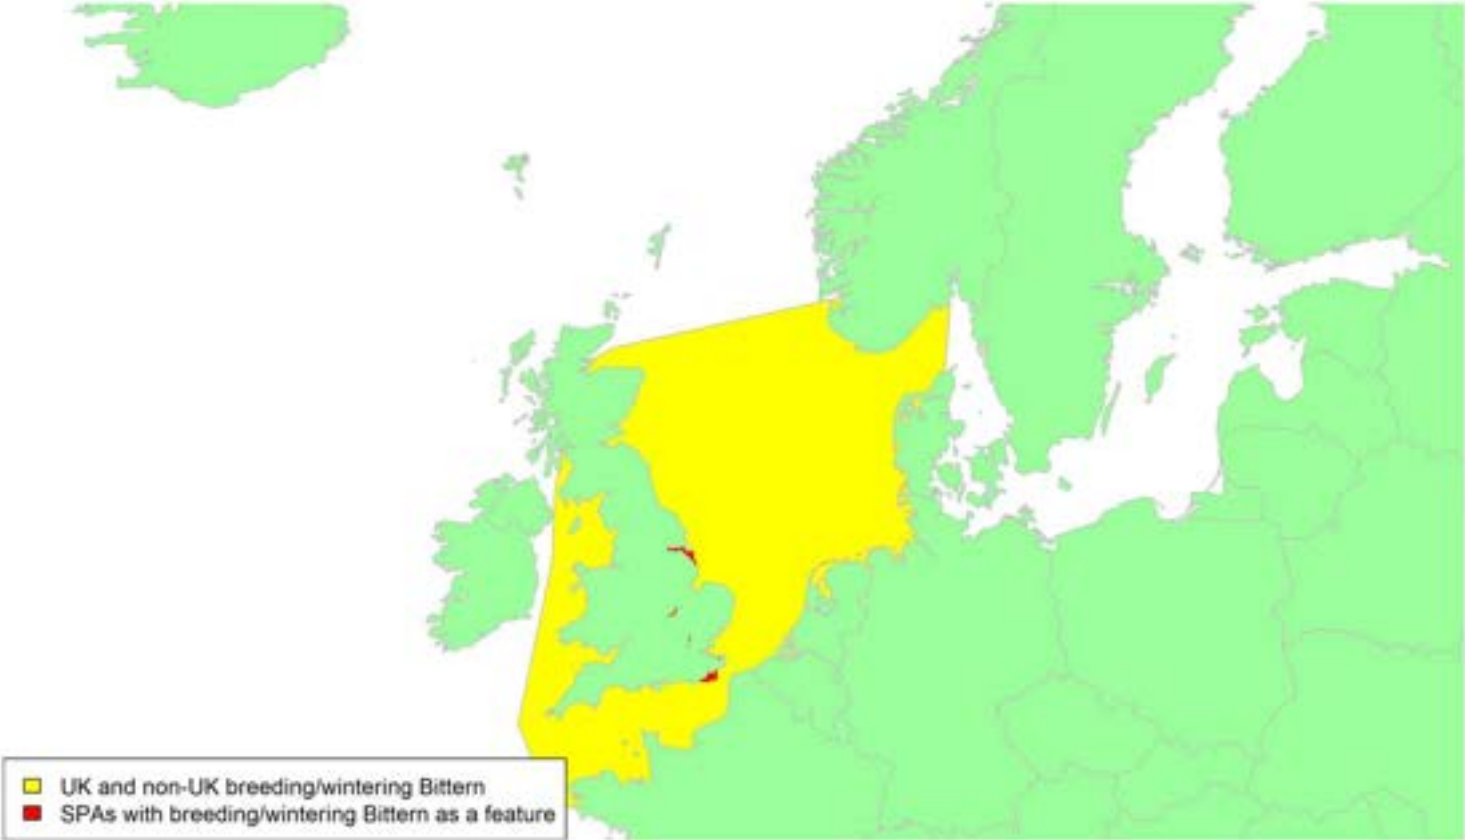 UK and non-UK breeding/wintering Bittern
SPAs with breeding/wintering Bittern as a feature